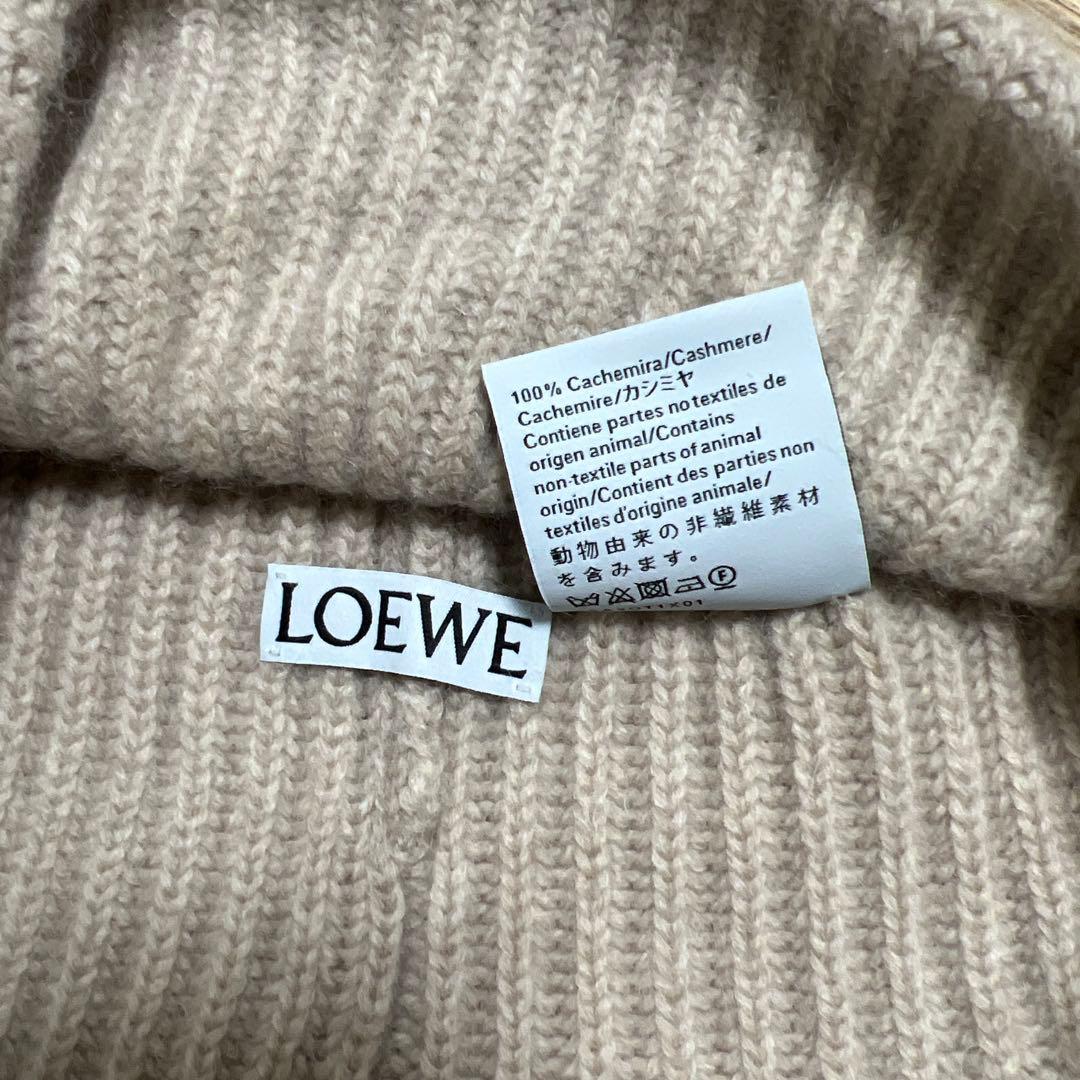 100% Cachemira/Cashmere/
Cachemire/カシミヤ
Contiene partes no textiles de
origen animal/Contains
non-textile parts of animal
origin/Contient des parties non
textiles d'origine animale/
動物由来の非繊維素材
を含みます。
F
LOEWE